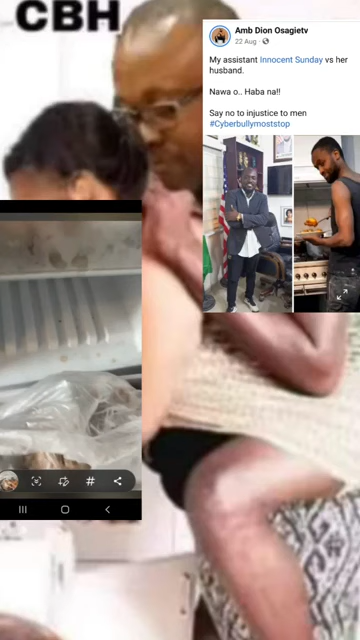 CBH
Amb Dion Osagietv
22 Aug ·
My assistant Innocent Sunday vs her
husband.
Nawa o.. Haba na!!
Say no to injustice to men
#Cyberbullymoststop